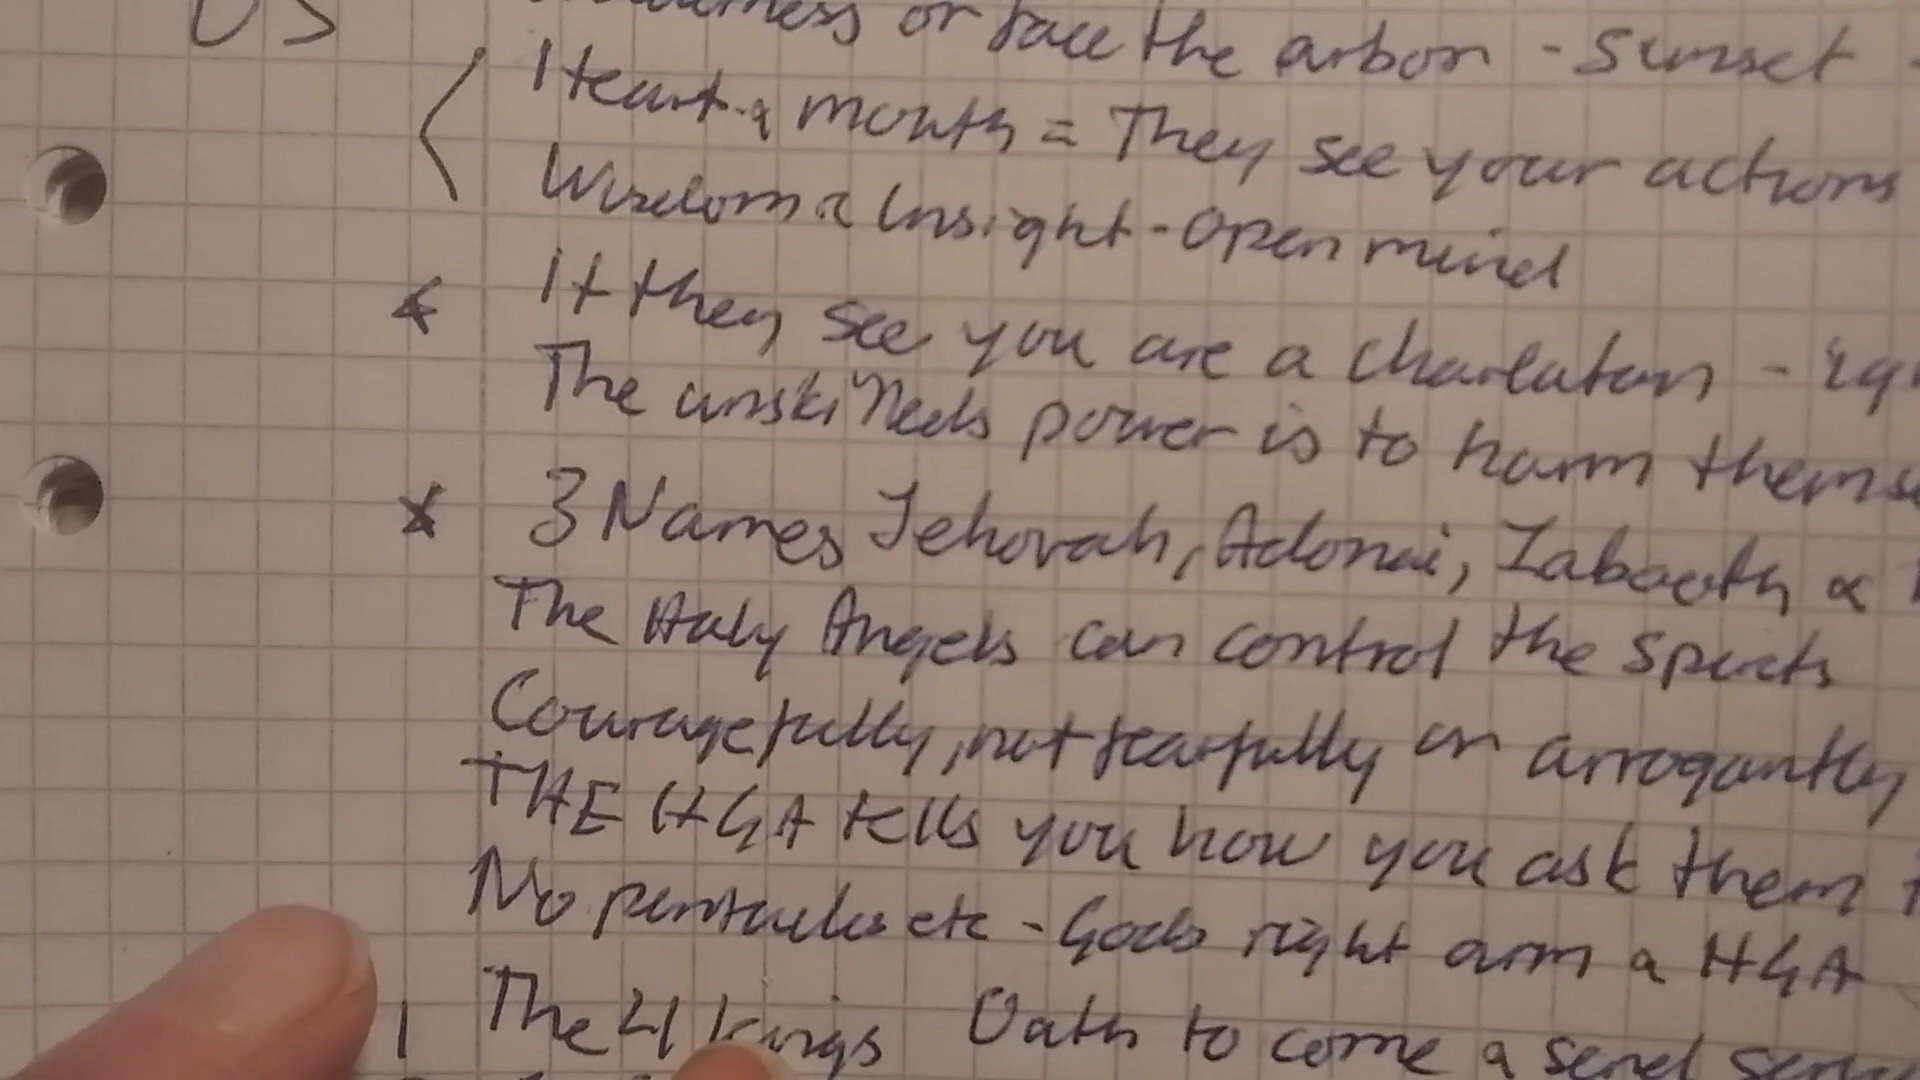 or face the arbor - Sunset -
Heart & mouth = They see your actions
Wisdom & Insight - Open mind
If they see you are a charlatan -
The unskilleds power is to harm
3 Names Jehovah, Adonai, Zabaoth &
The Holy Angels can control the spirits
Couragefully, not fearfully or arrogantly
THE HGA tells you how you ask them
No pentacles etc - Gods right arm & HGA
1 The 4 Kings Oath to come & send